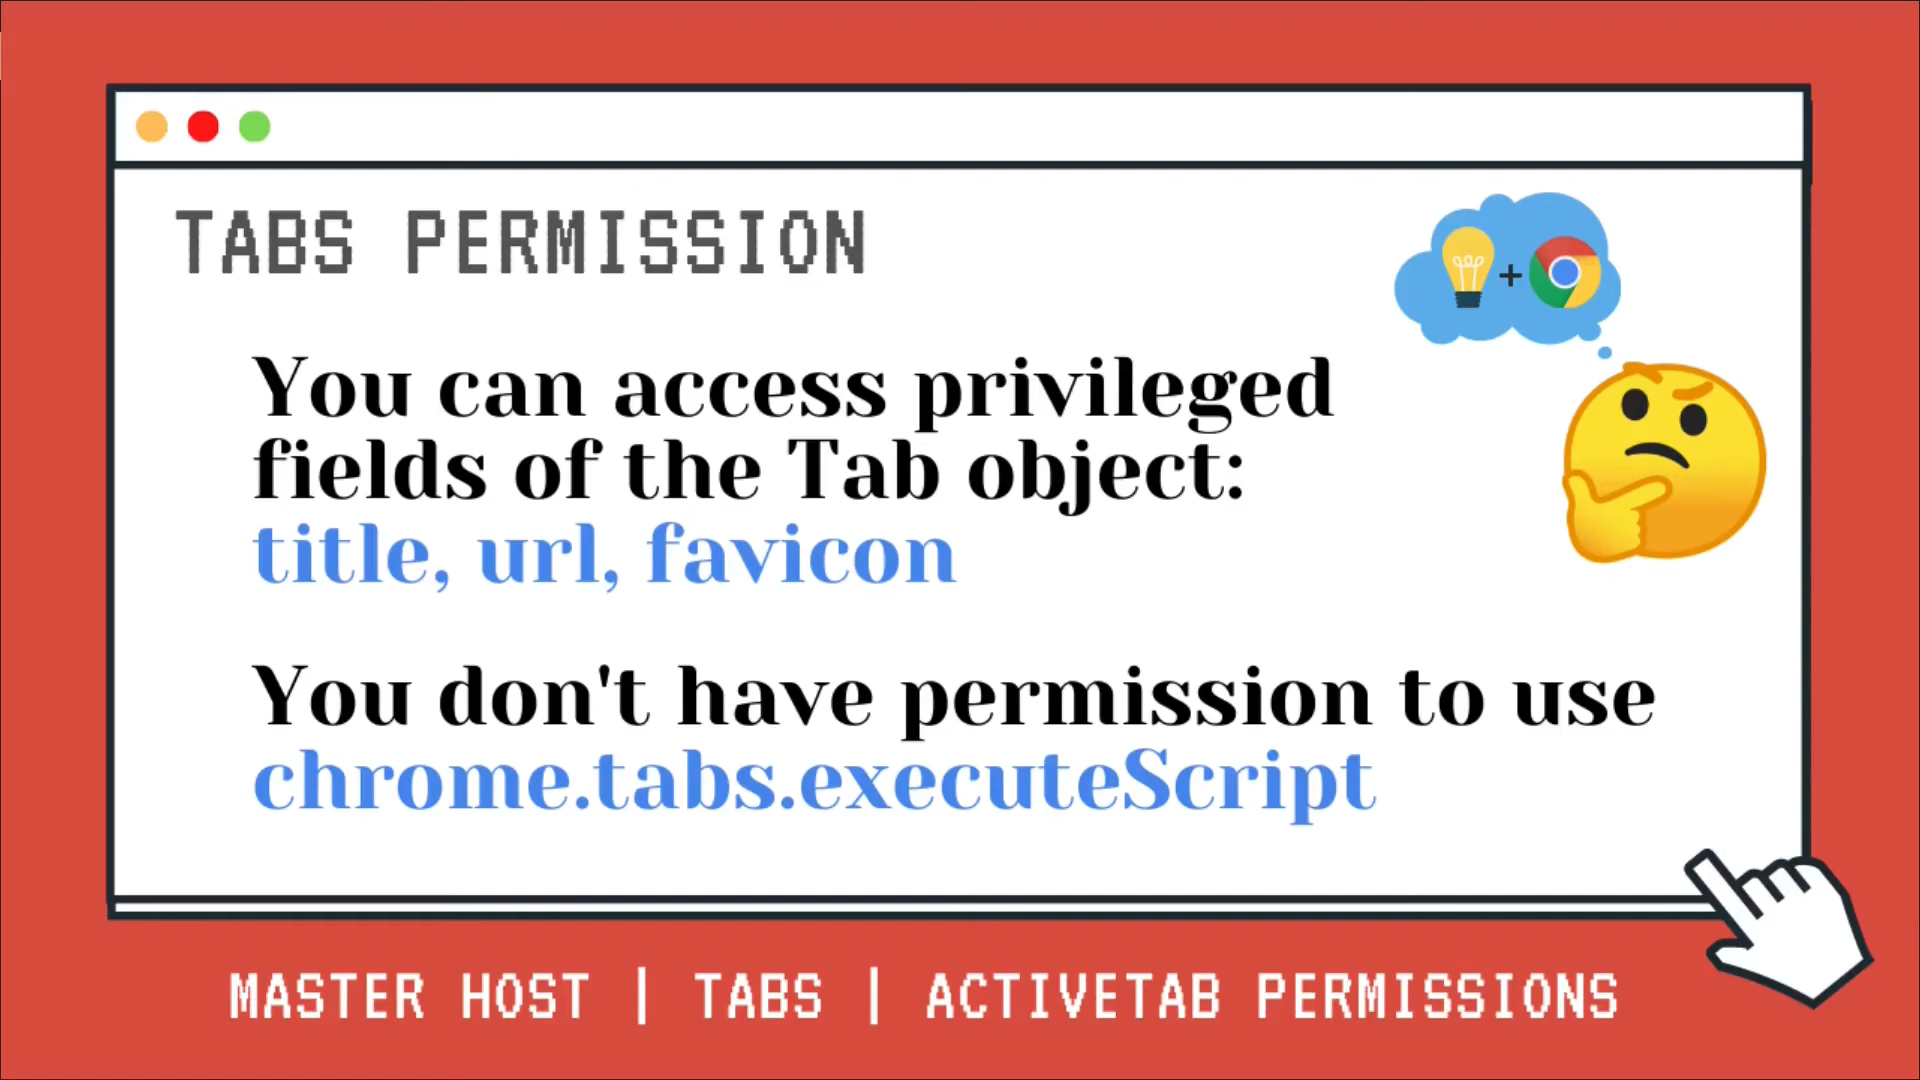 TABS PERMISSION
You can access privileged
fields of the Tab object:
title, url, favicon
You don't have permission to use
chrome.tabs.executeScript
+
MASTER HOST | TABS | ACTIVETAB PERMISSIONS